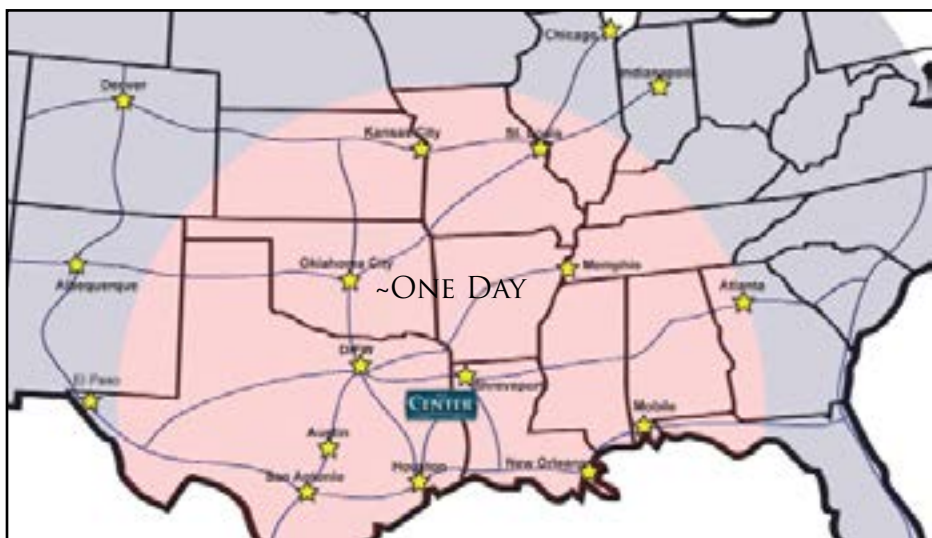 Chicago
Indianapolis
Denver
Kansas City
St. Louis
Oklahoma City
Memphis
~ONE DAY
Albequerque
Atlanta
DFW
El Paso
Shreveport
CENTER
Mobile
Austin
Houston
New Orleans
San Antonio